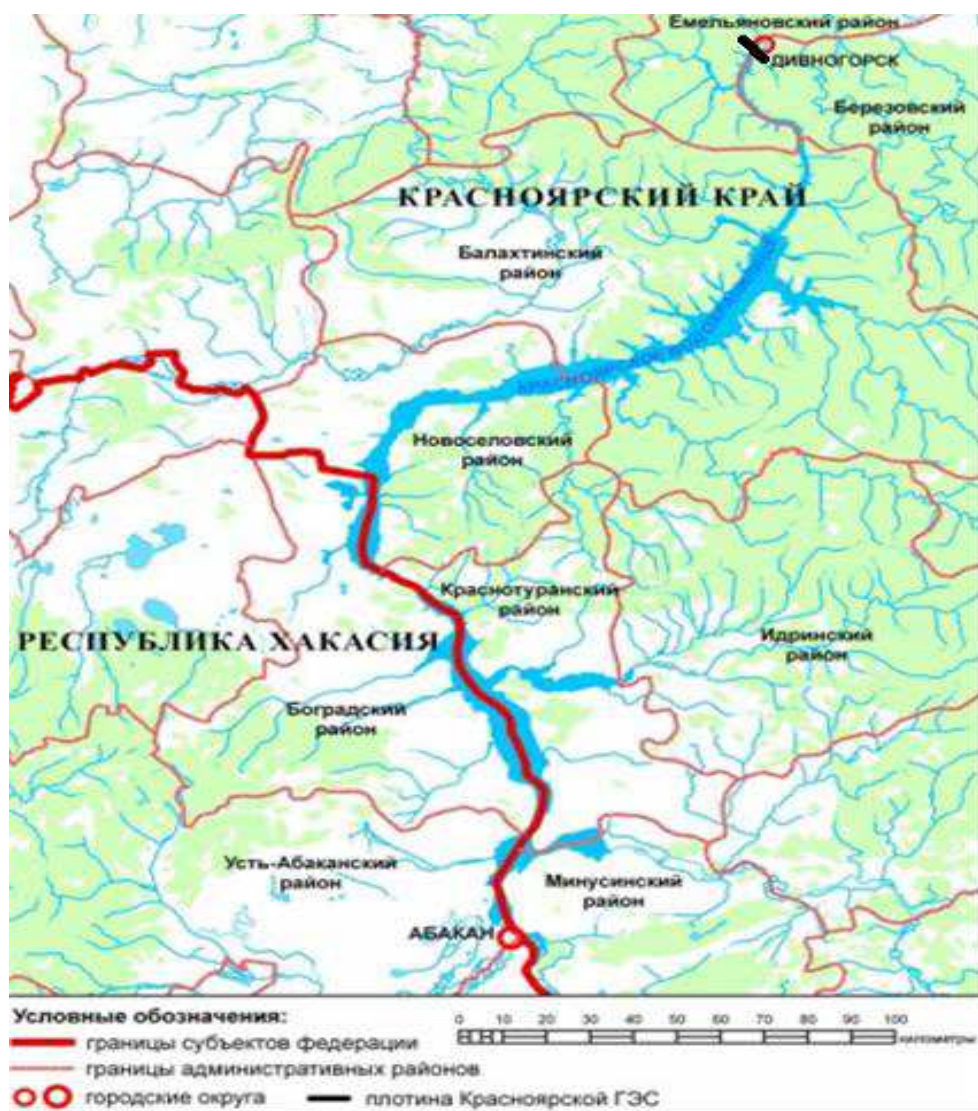 Емельяновский район
ДИВНОГОРСК
Березовский
район
КРАСНОЯРСКИЙ КРАЙ
Балахтинский
район
Новоселовский
район
Краснотуранский
район
РЕСПУБЛИКА ХАКАСИЯ
Идринский
район
Боградский
район
Усть-Абаканский
район
Минусинский
район
АБАКАН
Условные обозначения:
0 10 20 30 40 50 60 70 80 90 100
километры
границы субъектов федерации
границы административных районов
городские округа
плотина Красноярской ГЭС